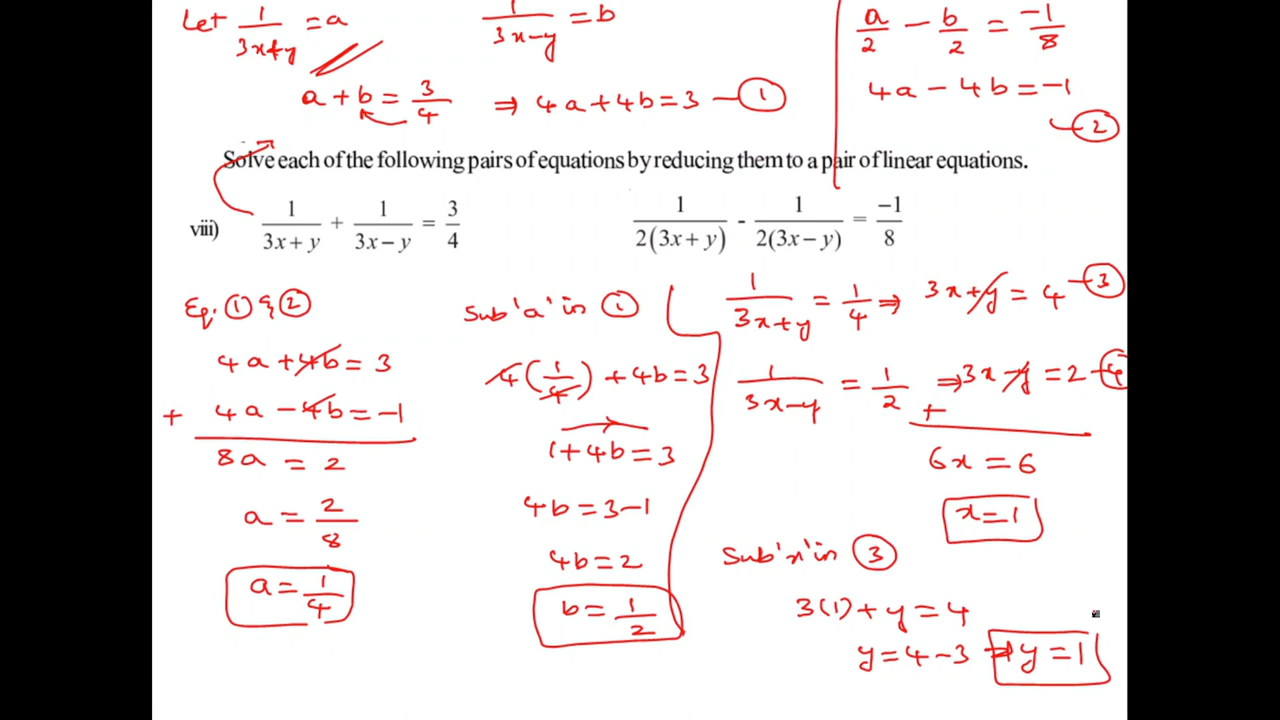 Let 1/(3x+y) = a    1/(3x-y) = b
a + b = 3/4 ⇒ 4a + 4b = 3 — ①
a/2 - b/2 = -1/8
4a - 4b = -1
②
Solve each of the following pairs of equations by reducing them to a pair of linear equations.
viii) 1/(3x+y) + 1/(3x-y) = 3/4    1/(2(3x+y)) - 1/(2(3x-y)) = -1/8
Eq. ① & ②
4a + 4b = 3
+ 4a - 4b = -1
8a = 2
a = 2/8
a = 1/4
Sub 'a' in ①
4(1/4) + 4b = 3
1 + 4b = 3
4b = 3 - 1
4b = 2
b = 1/2
1/(3x+y) = 1/4 ⇒ 3x + y = 4 — ③
1/(3x-y) = 1/2 ⇒ 3x - y = 2 — ④
+
6x = 6
x = 1
Sub 'x' in ③
3(1) + y = 4
y = 4 - 3 ⇒ y = 1